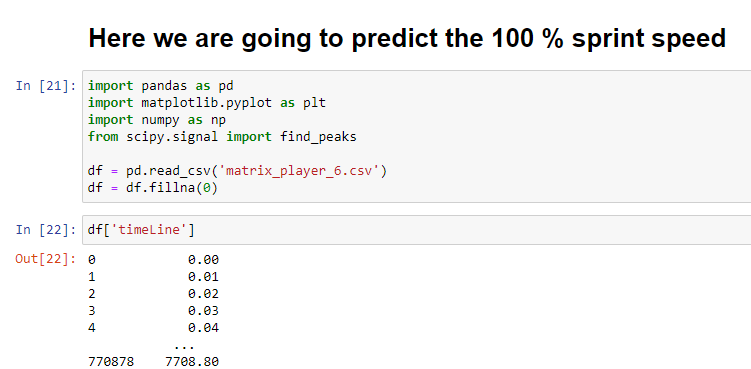 Here we are going to predict the 100 % sprint speed
In [21]: import pandas as pd
import matplotlib.pyplot as plt
import numpy as np
from scipy.signal import find_peaks
df = pd.read_csv('matrix_player_6.csv')
df = df.fillna(0)
In [22]: df['timeLine']
Out[22]: 0 0.00
1 0.01
2 0.02
3 0.03
4 0.04
...
770878 7708.80